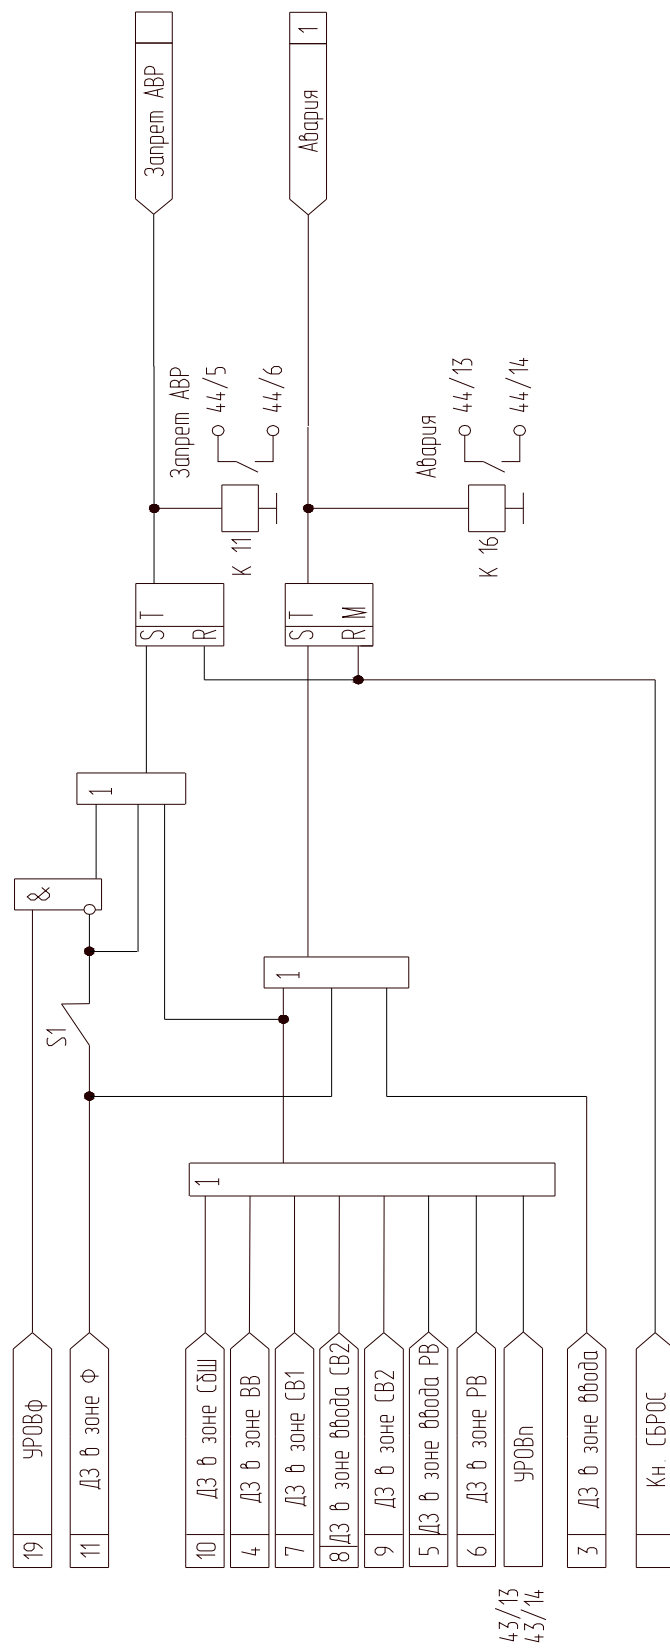 Запрет АВР
1
Авария
Запрет АВР
44/5
44/6
К 11
Авария
44/13
44/14
К 16
S T
R
S T
R M
1
&
S1
1
1
19 УРОВф
11 ДЗ в зоне Ф
10 ДЗ в зоне СбШ
4 ДЗ в зоне ВВ
7 ДЗ в зоне СВ1
8 ДЗ в зоне ввода СВ2
9 ДЗ в зоне СВ2
5 ДЗ в зоне ввода РВ
6 ДЗ в зоне РВ
43/13
43/14
УРОВп
3 ДЗ в зоне ввода
Кн. СБРОС